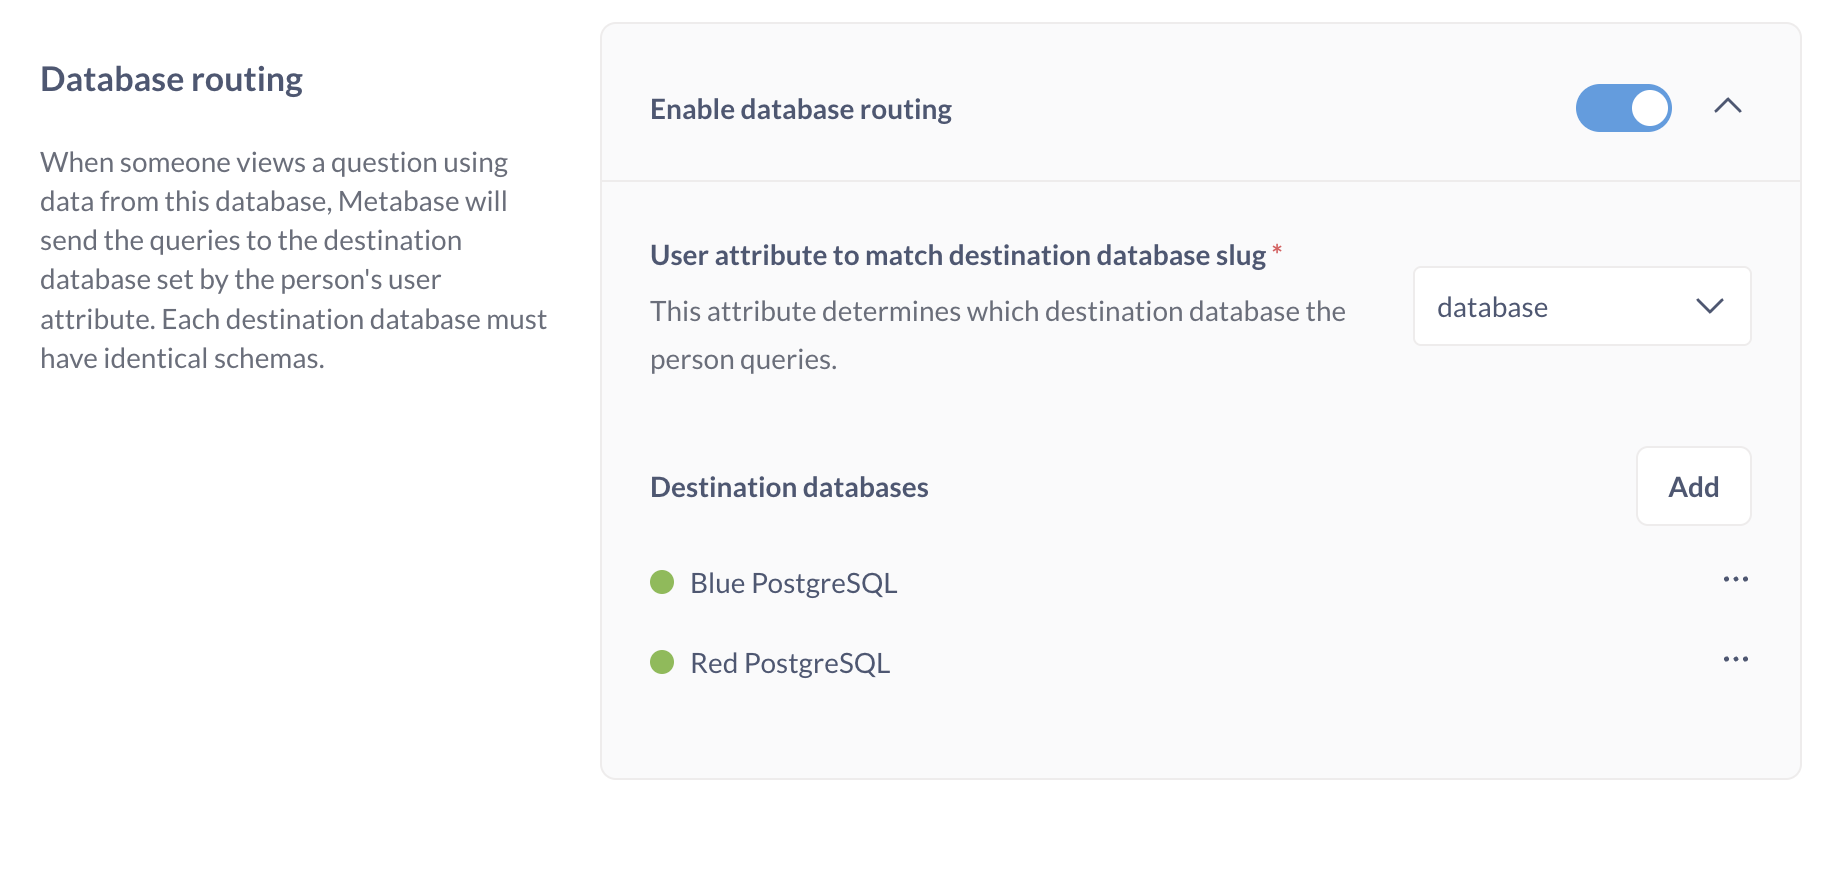 Database routing
When someone views a question using
data from this database, Metabase will
send the queries to the destination
database set by the person's user
attribute. Each destination database must
have identical schemas.
Enable database routing
User attribute to match destination database slug *
This attribute determines which destination database the
person queries.
database
Destination databases
Add
Blue PostgreSQL
Red PostgreSQL